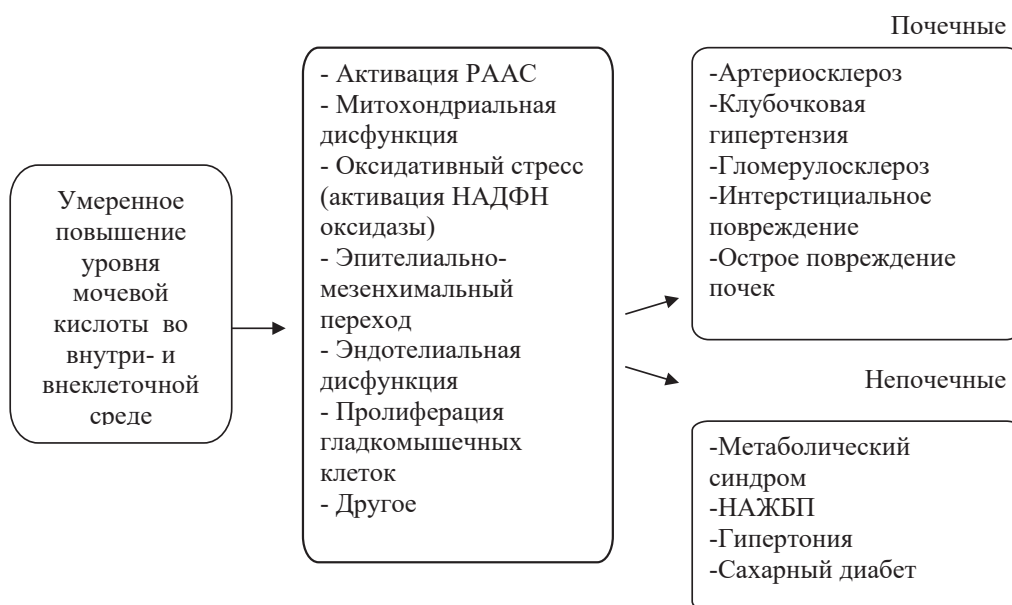 Умеренное
повышение
уровня
мочевой
кислоты во
внутри- и
внеклеточной
среде
- Активация РААС
- Митохондриальная
дисфункция
- Оксидативный стресс
(активация НАДФН
оксидазы)
- Эпителиально-
мезенхимальный
переход
- Эндотелиальная
дисфункция
- Пролиферация
гладкомышечных
клеток
- Другое
Почечные
-Артериосклероз
-Клубочковая
гипертензия
-Гломерулосклероз
-Интерстициальное
повреждение
-Острое повреждение
почек
Непочечные
-Метаболический
синдром
-НАЖБП
-Гипертония
-Сахарный диабет